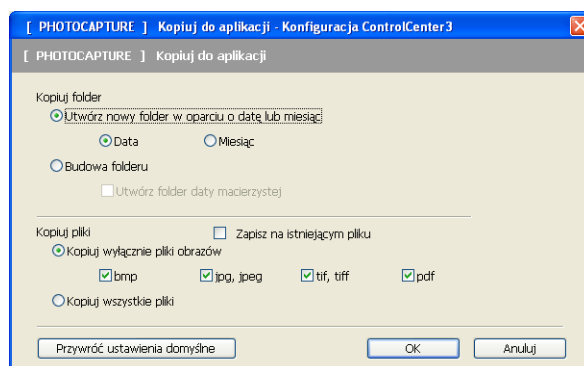 [ PHOTOCAPTURE ] Kopiuj do aplikacji - Konfiguracja ControlCenter3
[ PHOTOCAPTURE ] Kopiuj do aplikacji
Kopiuj folder
Utwórz nowy folder w oparciu o datę lub miesiąc
Data Miesiąc
Budowa folderu
Utwórz folder daty macierzystej
Kopiuj pliki Zapisz na istniejącym pliku
Kopiuj wyłącznie pliki obrazów
bmp jpg, jpeg tif, tiff pdf
Kopiuj wszystkie pliki
Przywróć ustawienia domyślne OK Anuluj